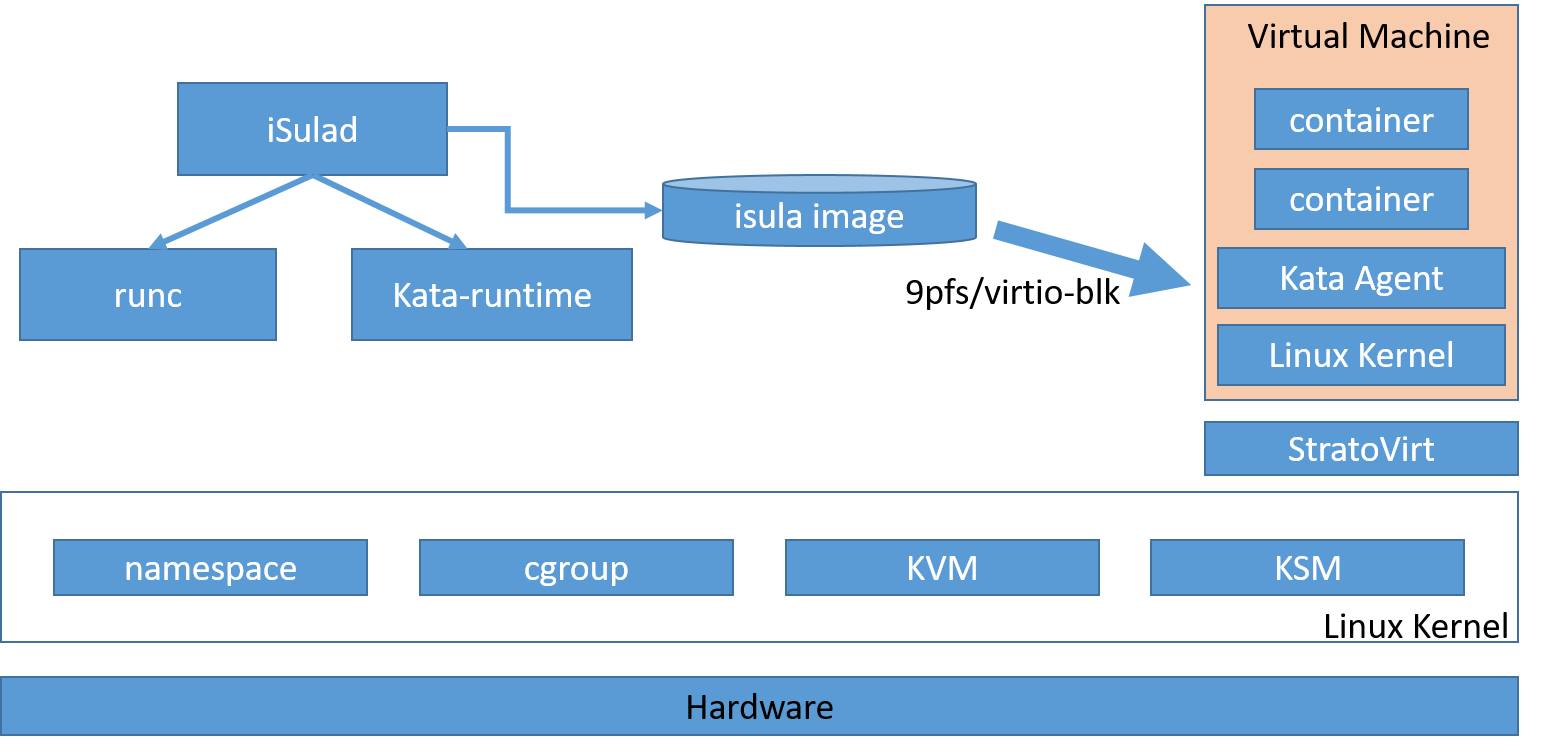 Virtual Machine
iSulad
container
container
isula image
runc
Kata-runtime
9pfs/virtio-blk
Kata Agent
Linux Kernel
StratoVirt
namespace
cgroup
KVM
KSM
Linux Kernel
Hardware